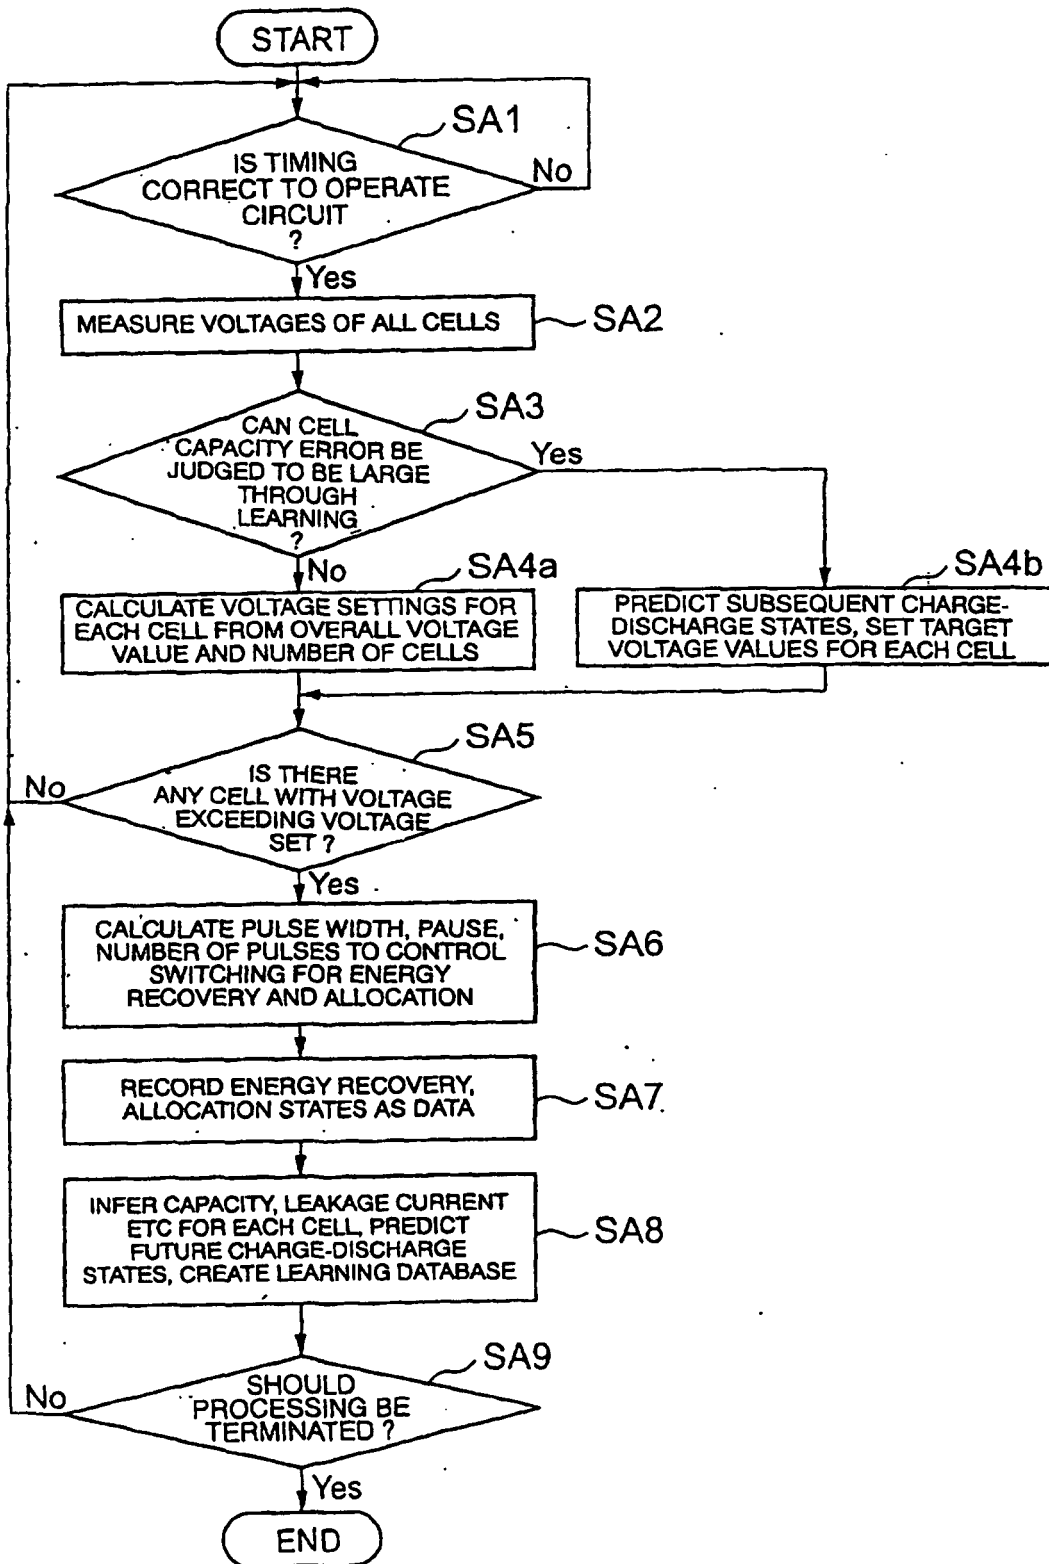 START
SA1
IS TIMING
CORRECT TO OPERATE
CIRCUIT
?
No
Yes
MEASURE VOLTAGES OF ALL CELLS
SA2
SA3
CAN CELL
CAPACITY ERROR BE
JUDGED TO BE LARGE
THROUGH
LEARNING
?
Yes
No
SA4a
CALCULATE VOLTAGE SETTINGS FOR
EACH CELL FROM OVERALL VOLTAGE
VALUE AND NUMBER OF CELLS
SA4b
PREDICT SUBSEQUENT CHARGE-
DISCHARGE STATES, SET TARGET
VOLTAGE VALUES FOR EACH CELL
SA5
IS THERE
ANY CELL WITH VOLTAGE
EXCEEDING VOLTAGE
SET ?
No
Yes
CALCULATE PULSE WIDTH, PAUSE,
NUMBER OF PULSES TO CONTROL
SWITCHING FOR ENERGY
RECOVERY AND ALLOCATION
SA6
RECORD ENERGY RECOVERY,
ALLOCATION STATES AS DATA
SA7
INFER CAPACITY, LEAKAGE CURRENT
ETC FOR EACH CELL, PREDICT
FUTURE CHARGE-DISCHARGE
STATES, CREATE LEARNING DATABASE
SA8
SA9
SHOULD
PROCESSING BE
TERMINATED ?
No
Yes
END